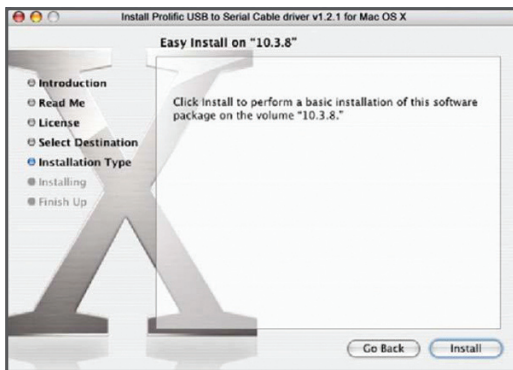 Install Prolific USB to Serial Cable driver v1.2.1 for Mac OS X
Easy Install on "10.3.8"
Introduction
Read Me
License
Select Destination
Installation Type
Installing
Finish Up
Click Install to perform a basic installation of this software
package on the volume "10.3.8."
Go Back
Install